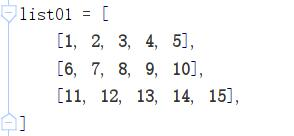 list01 = [
[1, 2, 3, 4, 5],
[6, 7, 8, 9, 10],
[11, 12, 13, 14, 15],
]